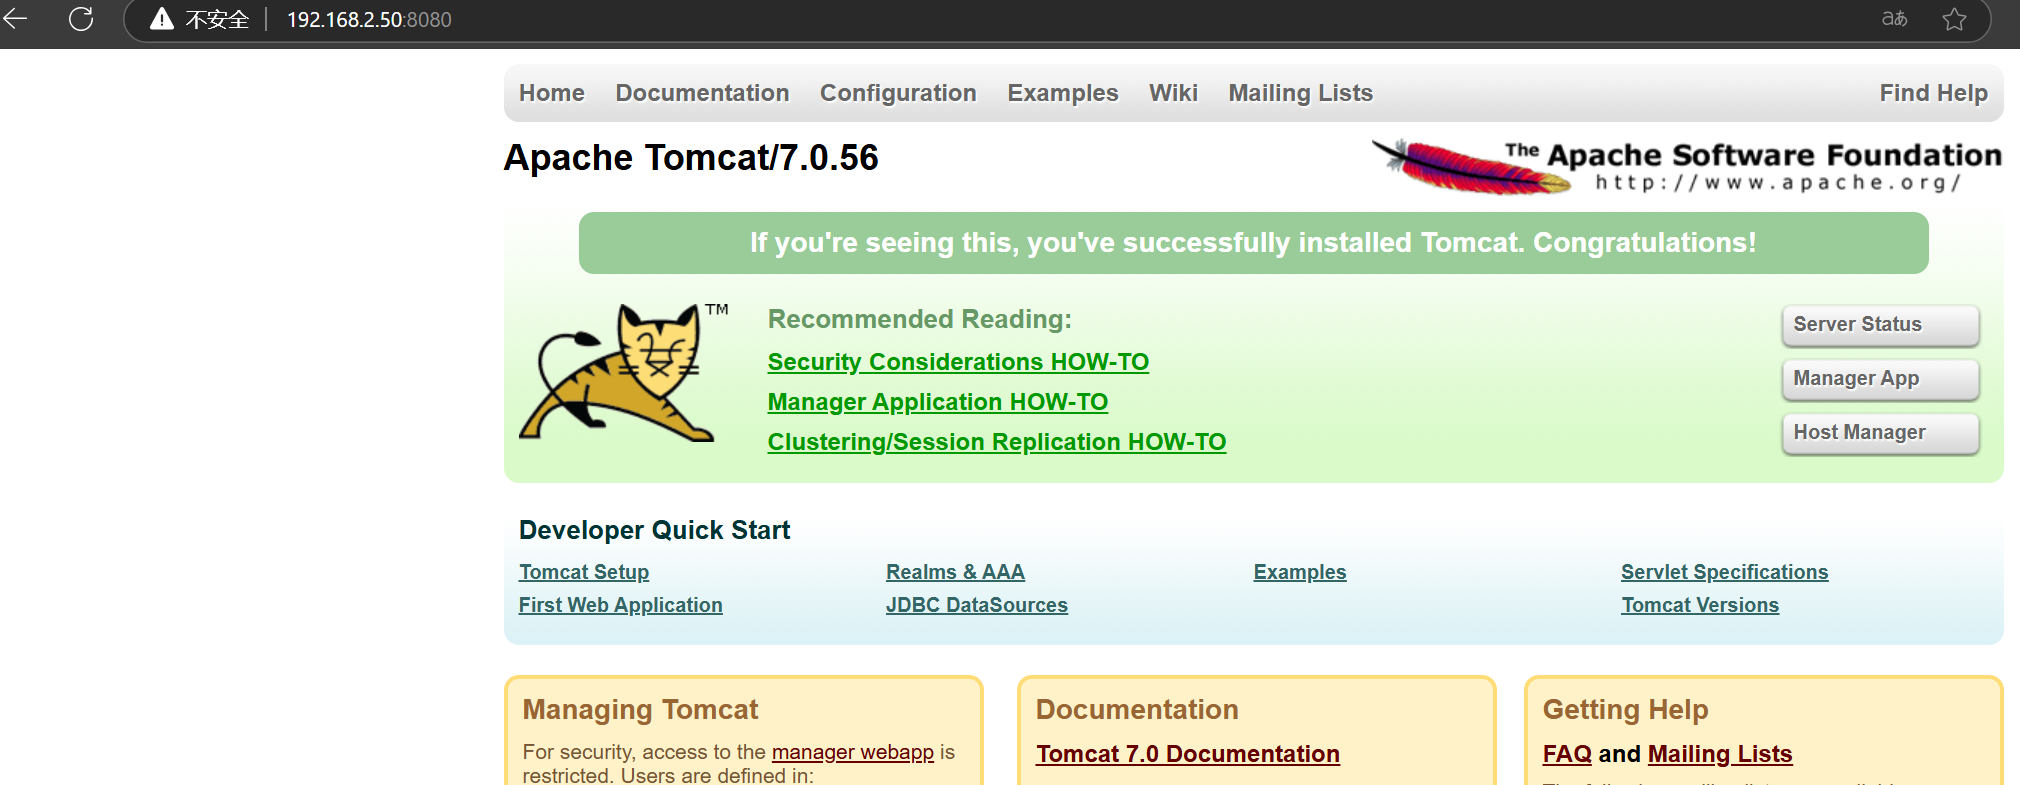 不安全 192.168.2.50:8080 aあ
Home Documentation Configuration Examples Wiki Mailing Lists Find Help
Apache Tomcat/7.0.56
The Apache Software Foundation
http://www.apache.org/
If you're seeing this, you've successfully installed Tomcat. Congratulations!
TM
Recommended Reading:
Security Considerations HOW-TO
Manager Application HOW-TO
Clustering/Session Replication HOW-TO
Server Status
Manager App
Host Manager
Developer Quick Start
Tomcat Setup
First Web Application
Realms & AAA
JDBC DataSources
Examples
Servlet Specifications
Tomcat Versions
Managing Tomcat
For security, access to the manager webapp is
restricted. Users are defined in:
Documentation
Tomcat 7.0 Documentation
Getting Help
FAQ and Mailing Lists